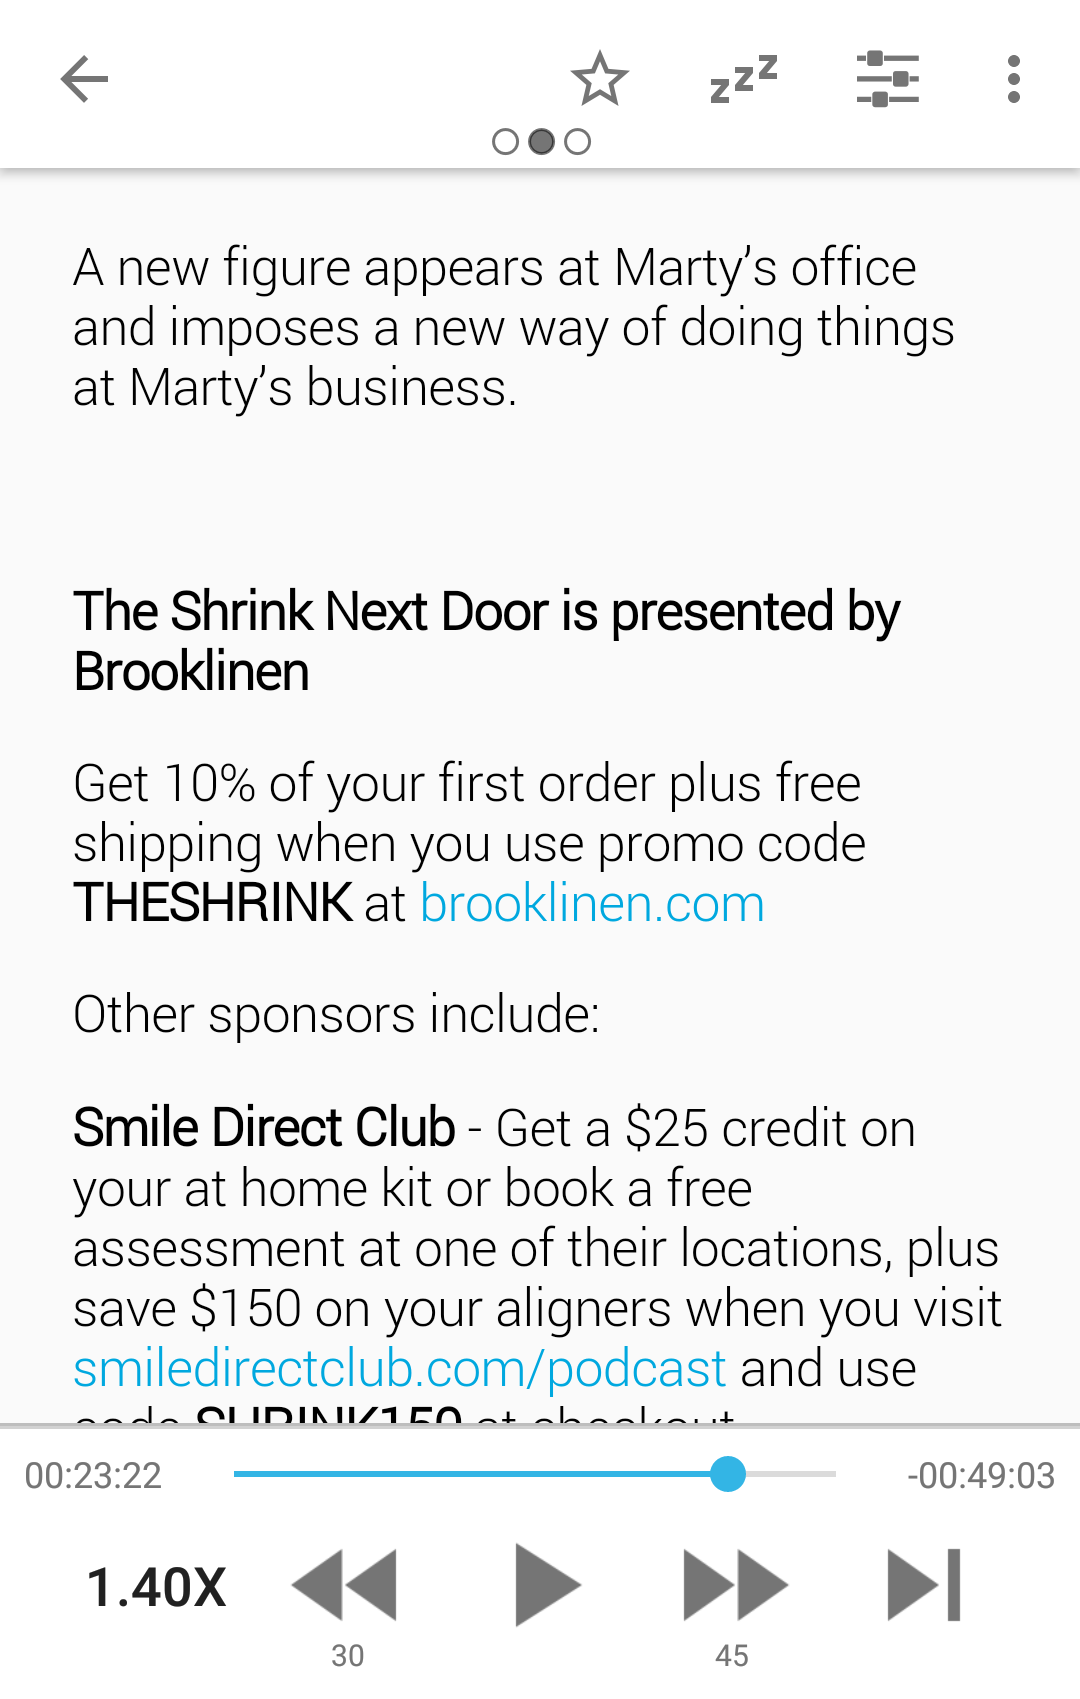 zzz
A new figure appears at Marty’s office
and imposes a new way of doing things
at Marty’s business.
The Shrink Next Door is presented by
Brooklinen
Get 10% of your first order plus free
shipping when you use promo code
THESHRINK at brooklinen.com
Other sponsors include:
Smile Direct Club - Get a $25 credit on
your at home kit or book a free
assessment at one of their locations, plus
save $150 on your aligners when you visit
smiledirectclub.com/podcast and use
code SHRINK150 at checkout
00:23:22 -00:49:03
1.40X
30 45